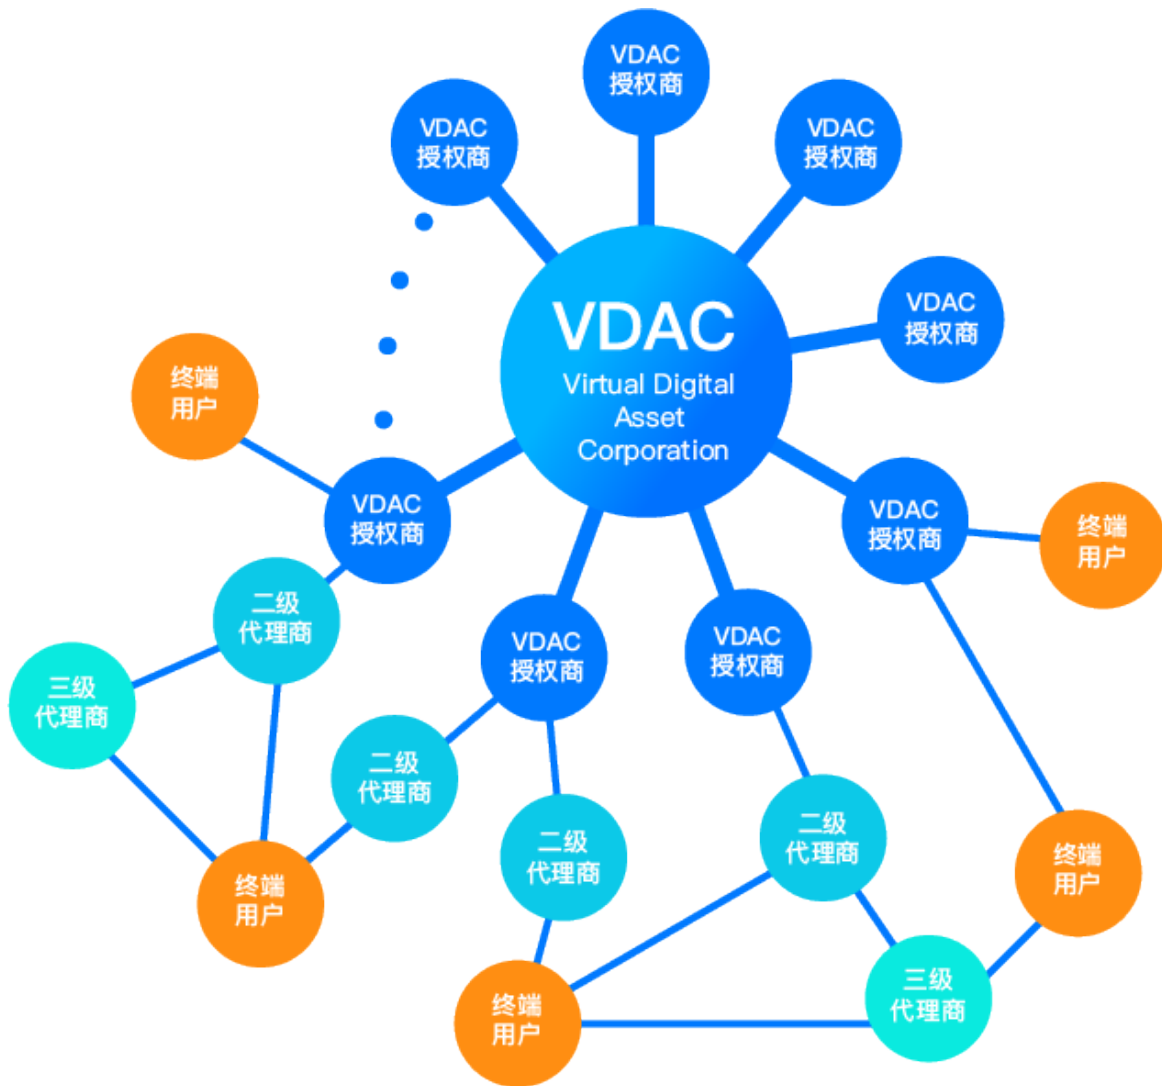 VDAC
授权商
VDAC
授权商
VDAC
授权商
VDAC
授权商
VDAC
Virtual Digital
Asset
Corporation
终端
用户
VDAC
授权商
VDAC
授权商
终端
用户
二级
代理商
VDAC
授权商
VDAC
授权商
三级
代理商
二级
代理商
二级
代理商
二级
代理商
终端
用户
终端
用户
三级
代理商
终端
用户